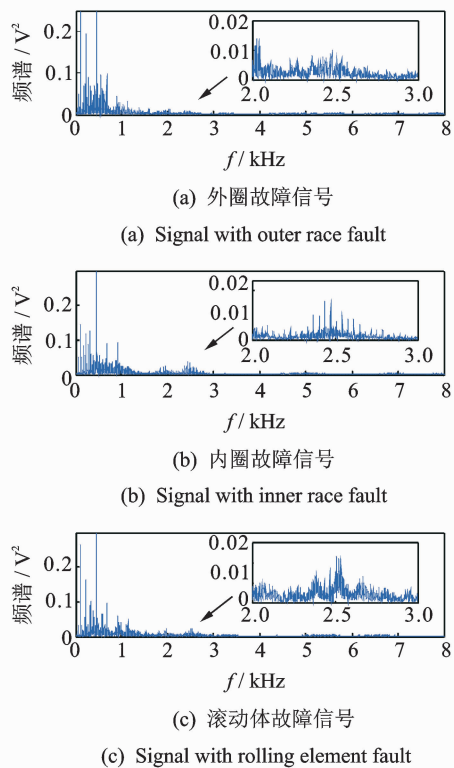 0.02
0.01
0
2.0 2.5 3.0
0.2
0.1
0
频谱 / V²
0 1 2 3 4 5 6 7 8
f / kHz
(a) 外圈故障信号
(a) Signal with outer race fault
0.02
0.01
0
2.0 2.5 3.0
0.2
0.1
0
频谱 / V²
0 1 2 3 4 5 6 7 8
f / kHz
(b) 内圈故障信号
(b) Signal with inner race fault
0.02
0.01
0
2.0 2.5 3.0
0.2
0.1
0
频谱 / V²
0 1 2 3 4 5 6 7 8
f / kHz
(c) 滚动体故障信号
(c) Signal with rolling element fault